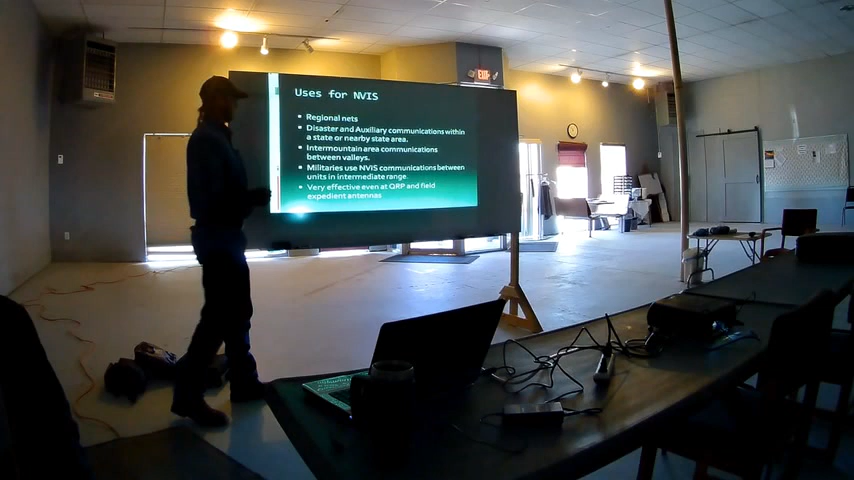 EXIT
Uses for NVIS
▪ Regional nets
▪ Disaster and Auxiliary communications within
a state or nearby state area.
▪ Intermountain area communications
between valleys.
▪ Militaries use NVIS communications between
units in intermediate range.
▪ Very effective even at QRP and field
expedient antennas